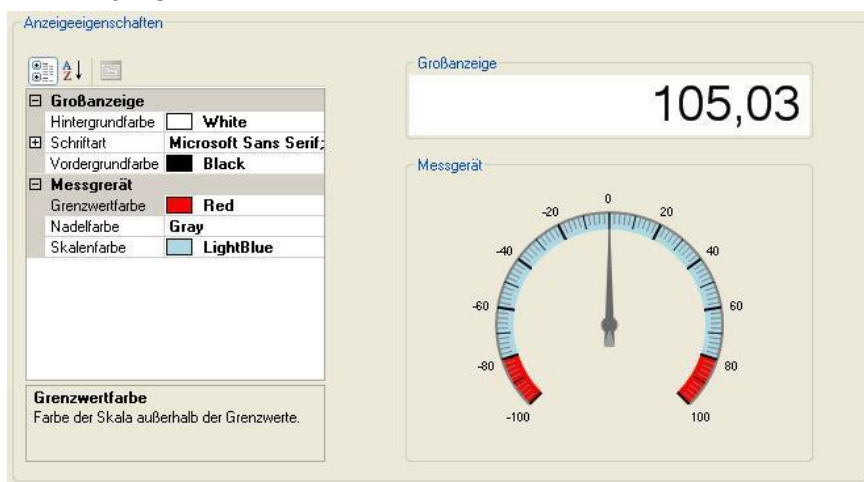 Anzeigeeigenschaften
Großanzeige
Hintergrundfarbe White
Schriftart Microsoft Sans Serif;
Vordergrundfarbe Black
Messgrerät
Grenzwertfarbe Red
Nadelfarbe Gray
Skalenfarbe LightBlue
Grenzwertfarbe
Farbe der Skala außerhalb der Grenzwerte.
Großanzeige
105,03
Messgerät
0
-20 20
-40 40
-60 60
-80 80
-100 100